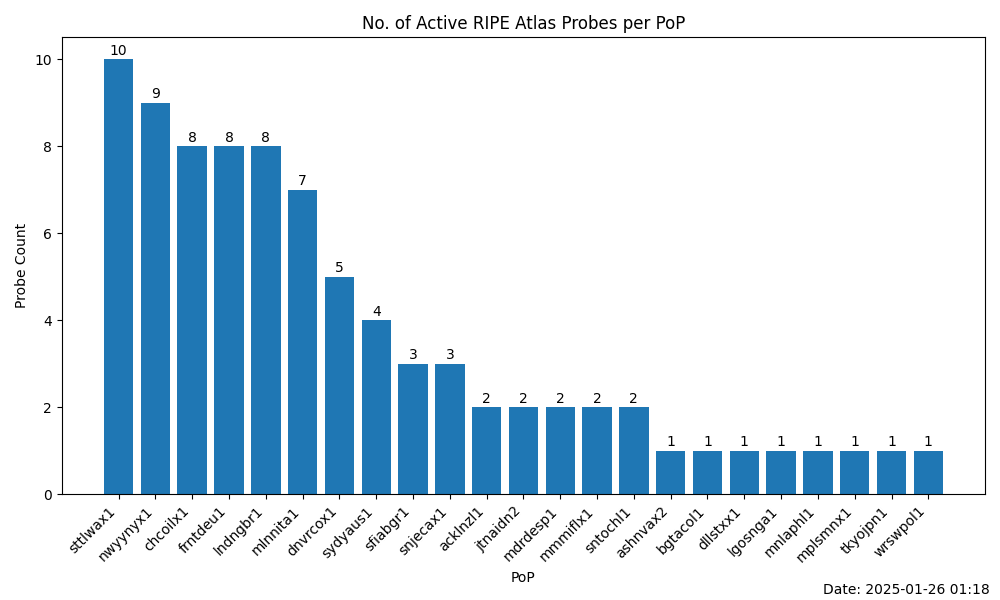 No. of Active RIPE Atlas Probes per PoP
Probe Count
10
8
6
4
2
0
10
9
8
8
8
7
5
4
3
3
2
2
2
2
2
1
1
1
1
1
1
1
1
sttlwax1
nwyynyx1
chcoilx1
frntdeu1
lndngbr1
mlnnita1
dnvrcox1
sydyaus1
sfiabgr1
snjecax1
acklnzl1
jtnaidn2
mdrdesp1
mmmiflx1
sntochl1
ashnvax2
bgtacol1
dllstxx1
lgosnga1
mnlaphl1
mplsmnx1
tkyojpn1
wrswpol1
PoP
Date: 2025-01-26 01:18